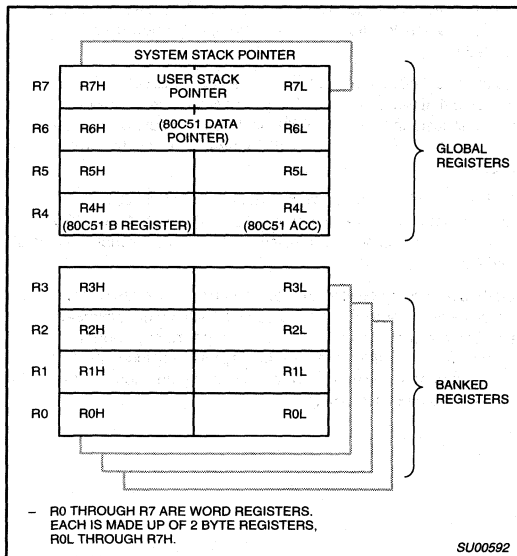 SYSTEM STACK POINTER
R7 R7H USER STACK POINTER R7L
R6 R6H (80C51 DATA POINTER) R6L
R5 R5H R5L
R4 R4H (80C51 B REGISTER) R4L (80C51 ACC)
GLOBAL REGISTERS
R3 R3H R3L
R2 R2H R2L
R1 R1H R1L
R0 R0H R0L
BANKED REGISTERS
– R0 THROUGH R7 ARE WORD REGISTERS.
EACH IS MADE UP OF 2 BYTE REGISTERS,
R0L THROUGH R7H.
SU00592